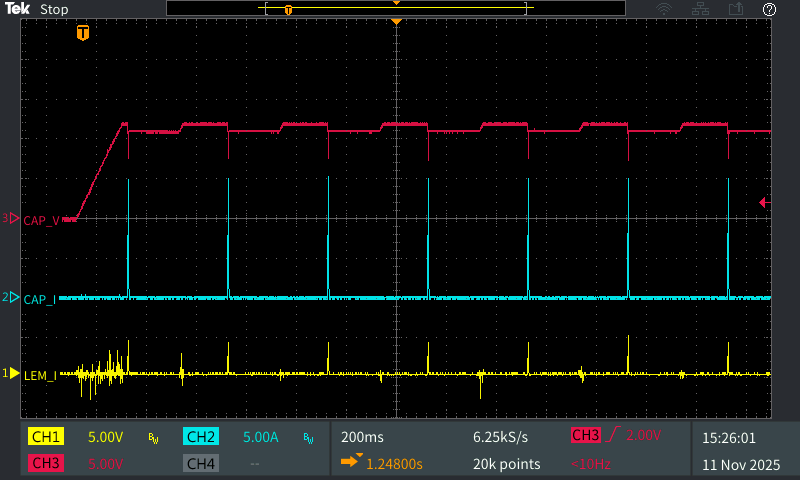 Tek Stop
T
T
?
T
3 CAP_V
2 CAP_I
1 LEM_I
CH1 5.00V BW CH2 5.00A BW 200ms 6.25kS/s CH3 2.00V 15:26:01
CH3 5.00V CH4 -- 1.24800s 20k points <10Hz 11 Nov 2025